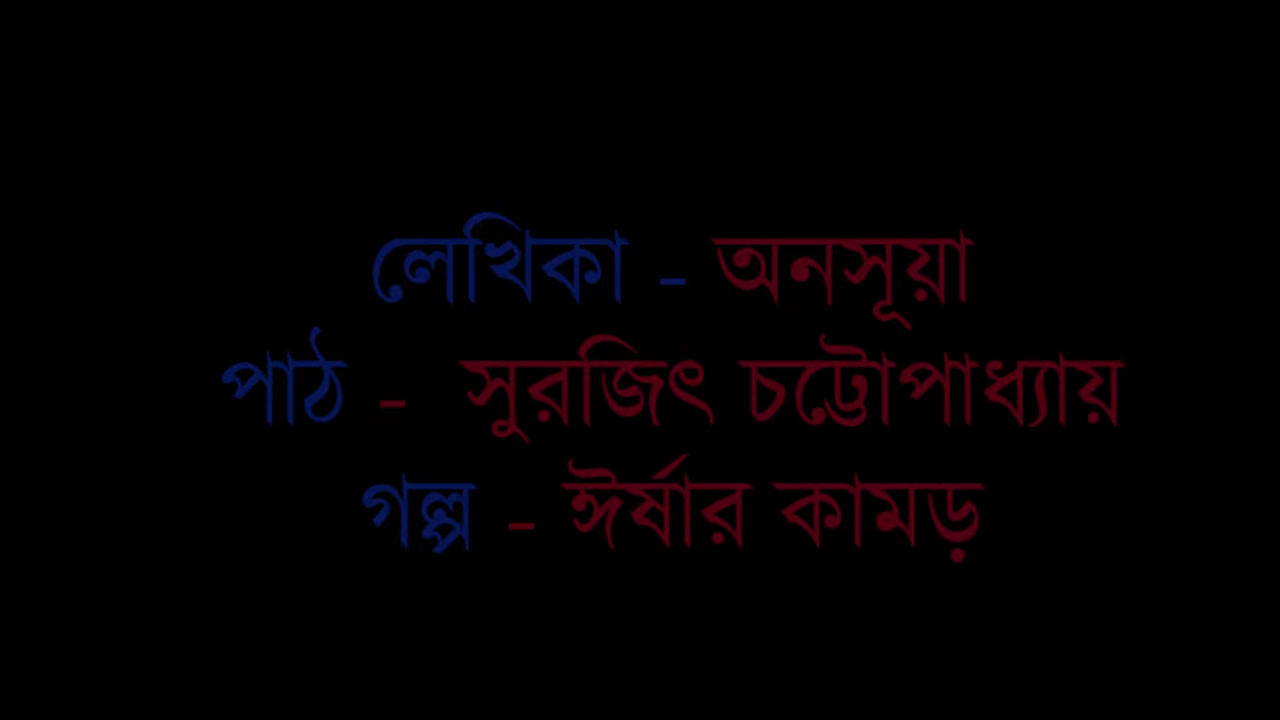 লেখিকা - অনসূয়া
পাঠ - সুরজিৎ চট্টোপাধ্যায়
গল্প - ঈর্ষার কামড়